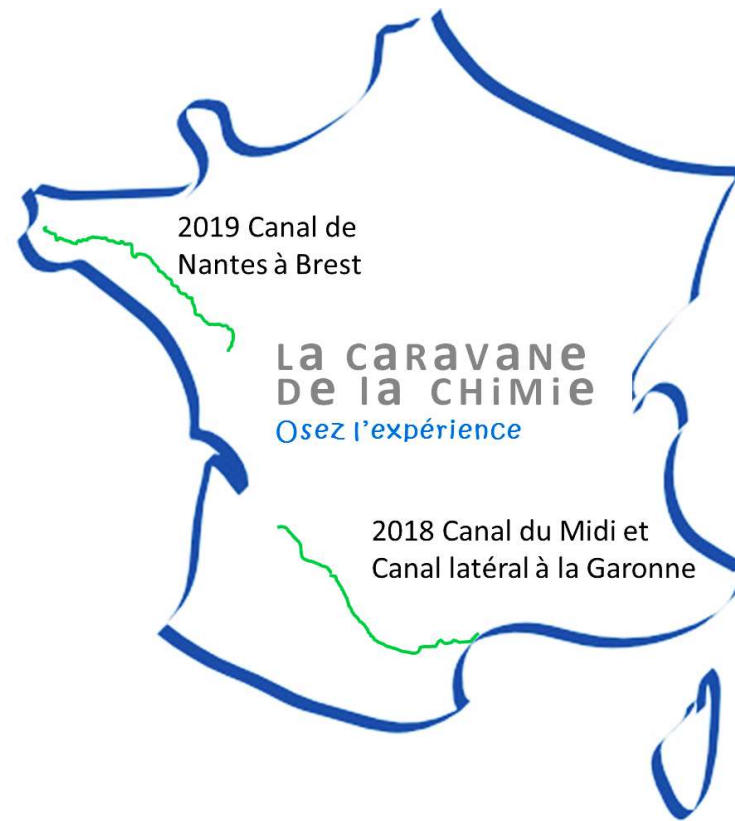 2019 Canal de
Nantes à Brest
La caRavaNe
De la CHiMie
Osez l'expérience
2018 Canal du Midi et
Canal latéral à la Garonne